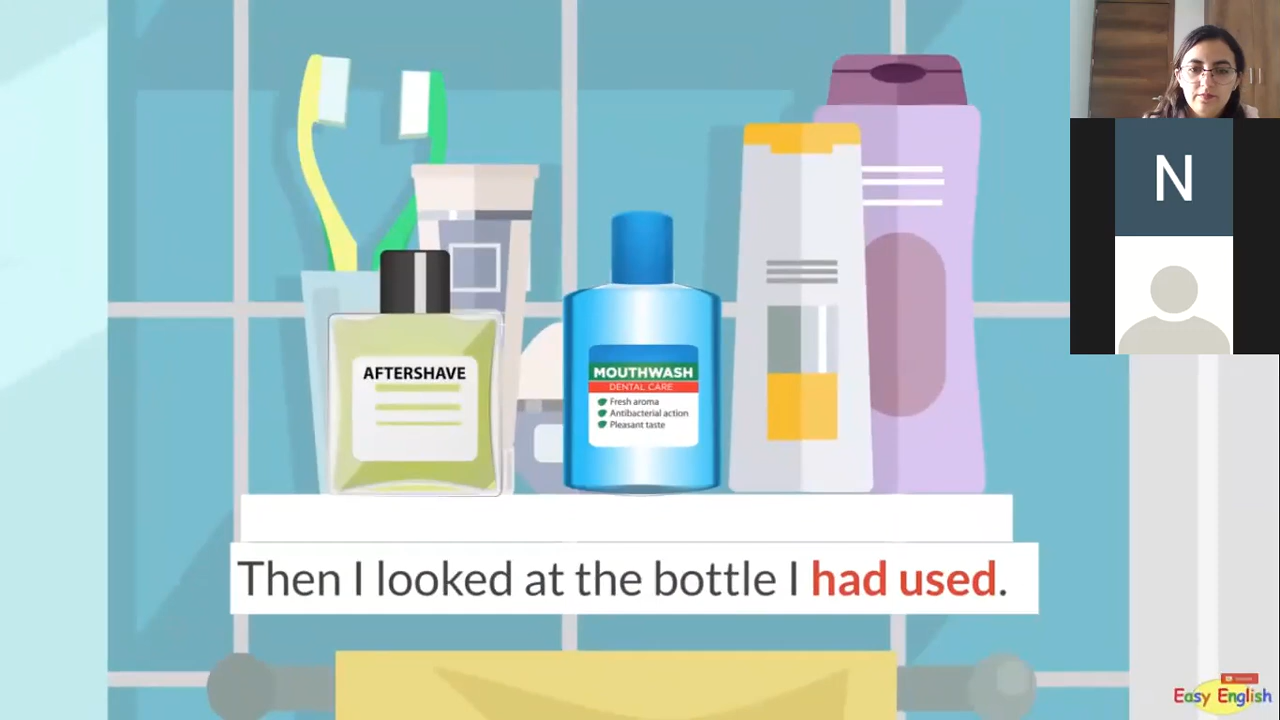 N
AFTERSHAVE
MOUTHWASH
DENTAL CARE
Fresh aroma
Antibacterial action
Pleasant taste
Then I looked at the bottle I had used.
Easy English